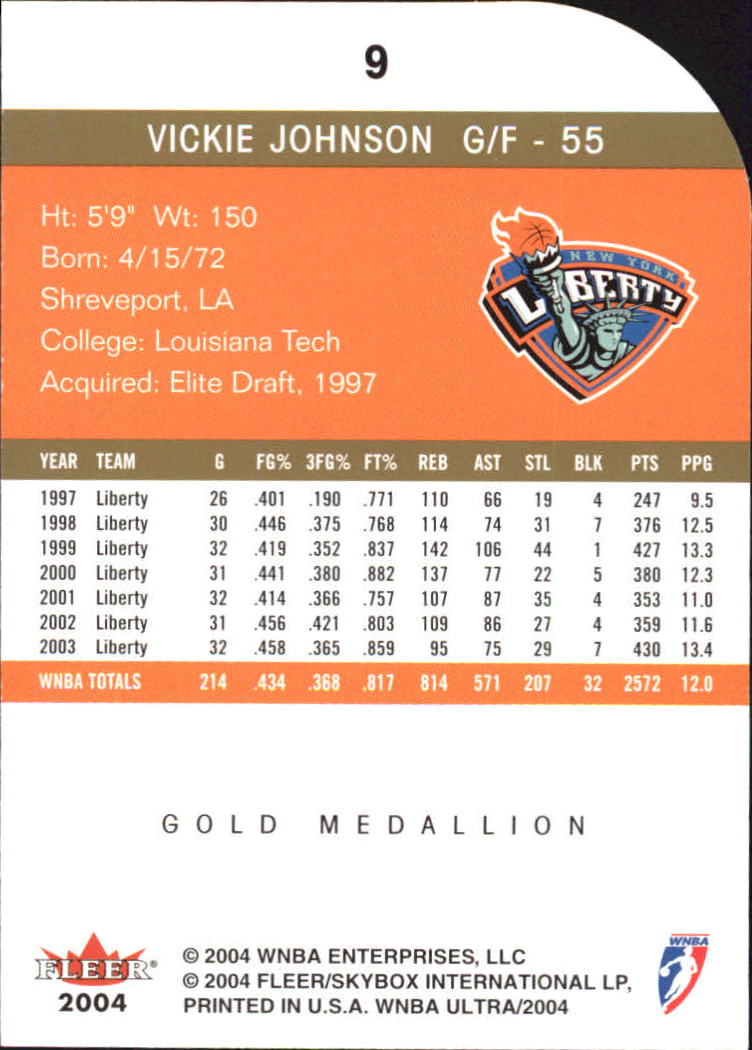 9
VICKIE JOHNSON G/F - 55
Ht: 5'9" Wt: 150
Born: 4/15/72
Shreveport, LA
College: Louisiana Tech
Acquired: Elite Draft, 1997
NEW YORK
LIBERTY
YEAR TEAM G FG% 3FG% FT% REB AST STL BLK PTS PPG
1997 Liberty 26 .401 .190 .771 110 66 19 4 247 9.5
1998 Liberty 30 .446 .375 .768 114 74 31 7 376 12.5
1999 Liberty 32 .419 .352 .837 142 106 44 1 427 13.3
2000 Liberty 31 .441 .380 .882 137 77 22 5 380 12.3
2001 Liberty 32 .414 .366 .757 107 87 35 4 353 11.0
2002 Liberty 31 .456 .421 .803 109 86 27 4 359 11.6
2003 Liberty 32 .458 .365 .859 95 75 29 7 430 13.4
WNBA TOTALS 214 .434 .368 .817 814 571 207 32 2572 12.0
GOLD MEDALLION
FLEER®
2004
© 2004 WNBA ENTERPRISES, LLC
© 2004 FLEER/SKYBOX INTERNATIONAL LP,
PRINTED IN U.S.A. WNBA ULTRA/2004
WNBA